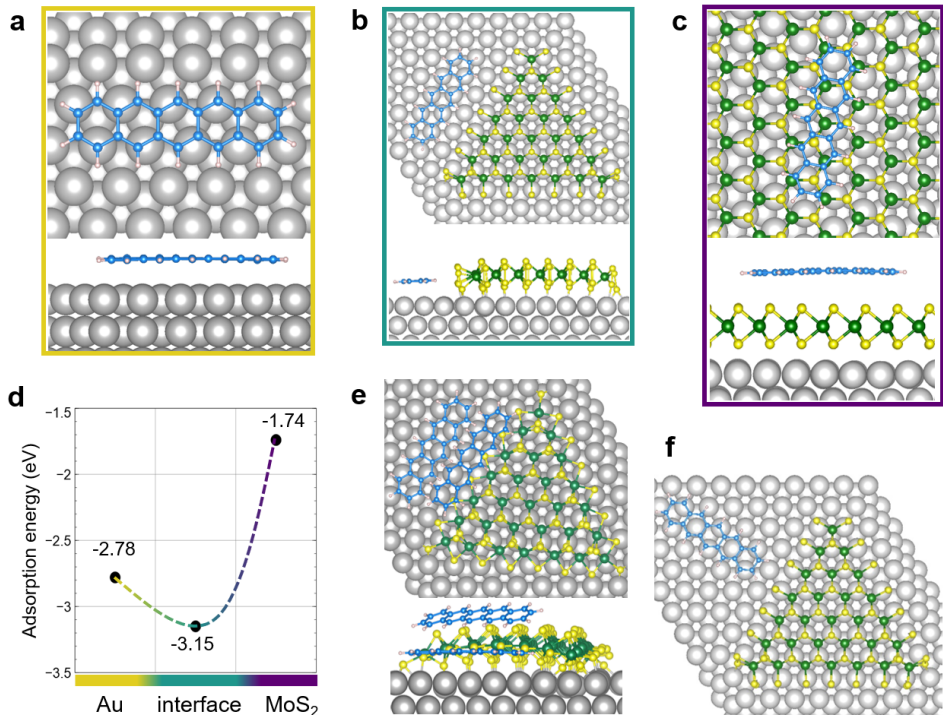 a
b
c
d
Adsorption energy (eV)
-1.5
-2
-2.5
-3
-3.5
-2.78
-3.15
-1.74
Au
interface
MoS₂
e
f